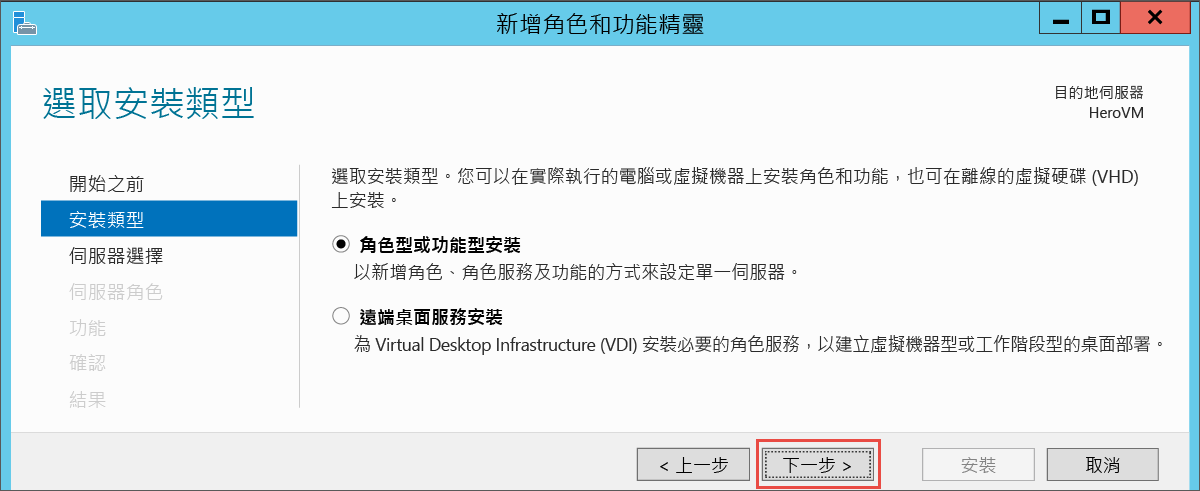 新增角色和功能精靈
選取安裝類型
目的地伺服器
HeroVM
開始之前
安裝類型
伺服器選擇
伺服器角色
功能
確認
結果
選取安裝類型。您可以在實際執行的電腦或虛擬機器上安裝角色和功能，也可在離線的虛擬硬碟 (VHD)
上安裝。
角色型或功能型安裝
以新增角色、角色服務及功能的方式來設定單一伺服器。
遠端桌面服務安裝
為 Virtual Desktop Infrastructure (VDI) 安裝必要的角色服務，以建立虛擬機器型或工作階段型的桌面部署。
< 上一步
下一步 >
安裝
取消